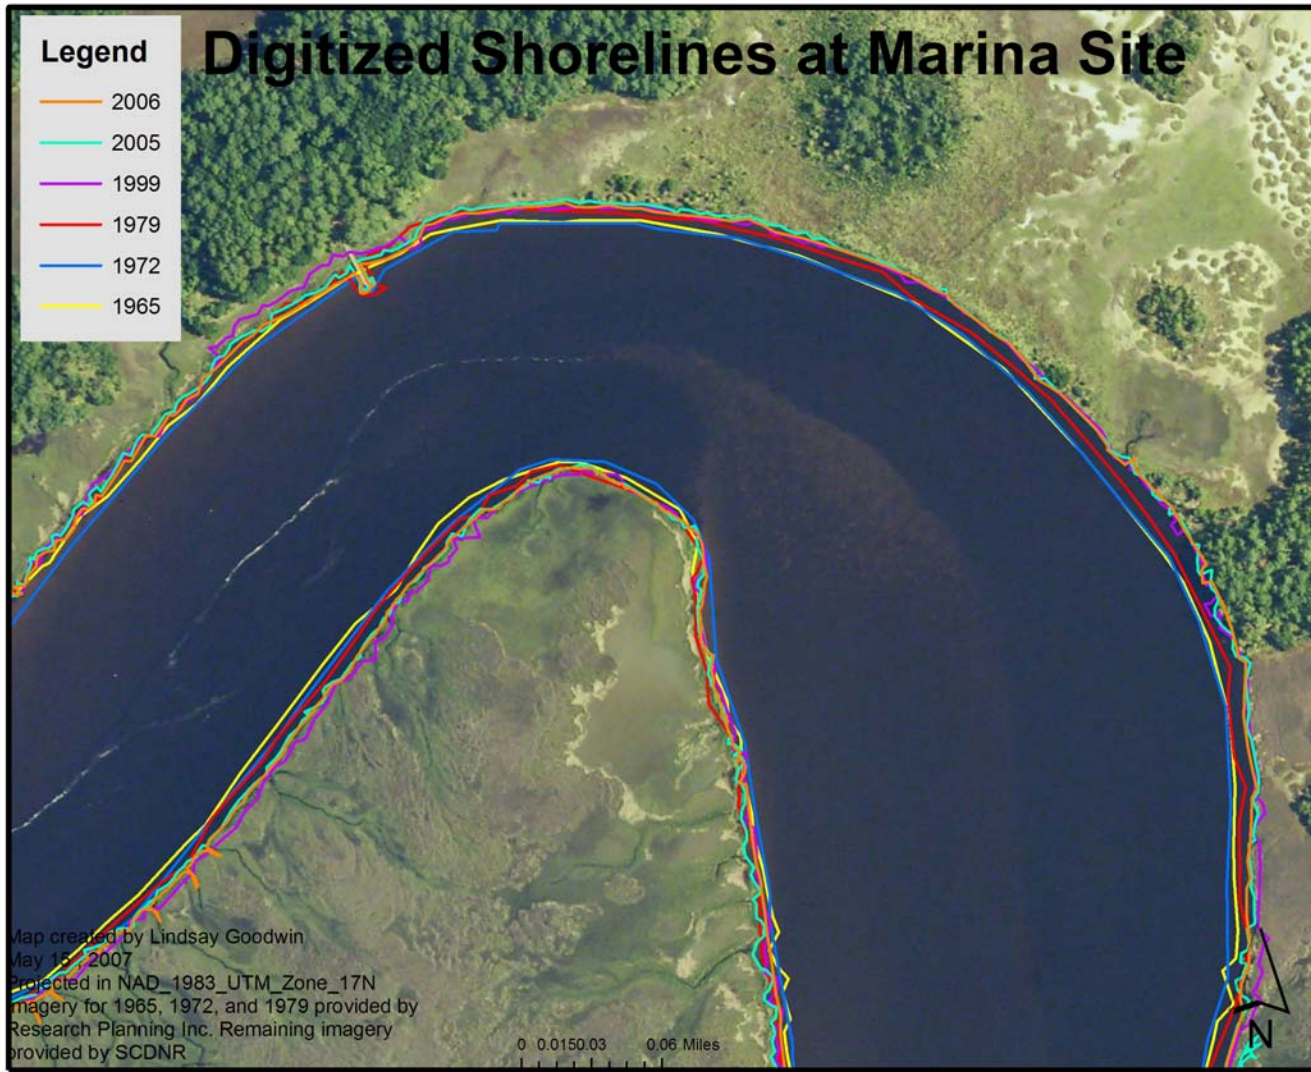 Digitized Shorelines at Marina Site
Legend
2006
2005
1999
1979
1972
1965
Map created by Lindsay Goodwin
May 15, 2007
Projected in NAD_1983_UTM_Zone_17N
Imagery for 1965, 1972, and 1979 provided by
Research Planning Inc. Remaining imagery
provided by SCDNR
0 0.0150.03 0.06 Miles
N